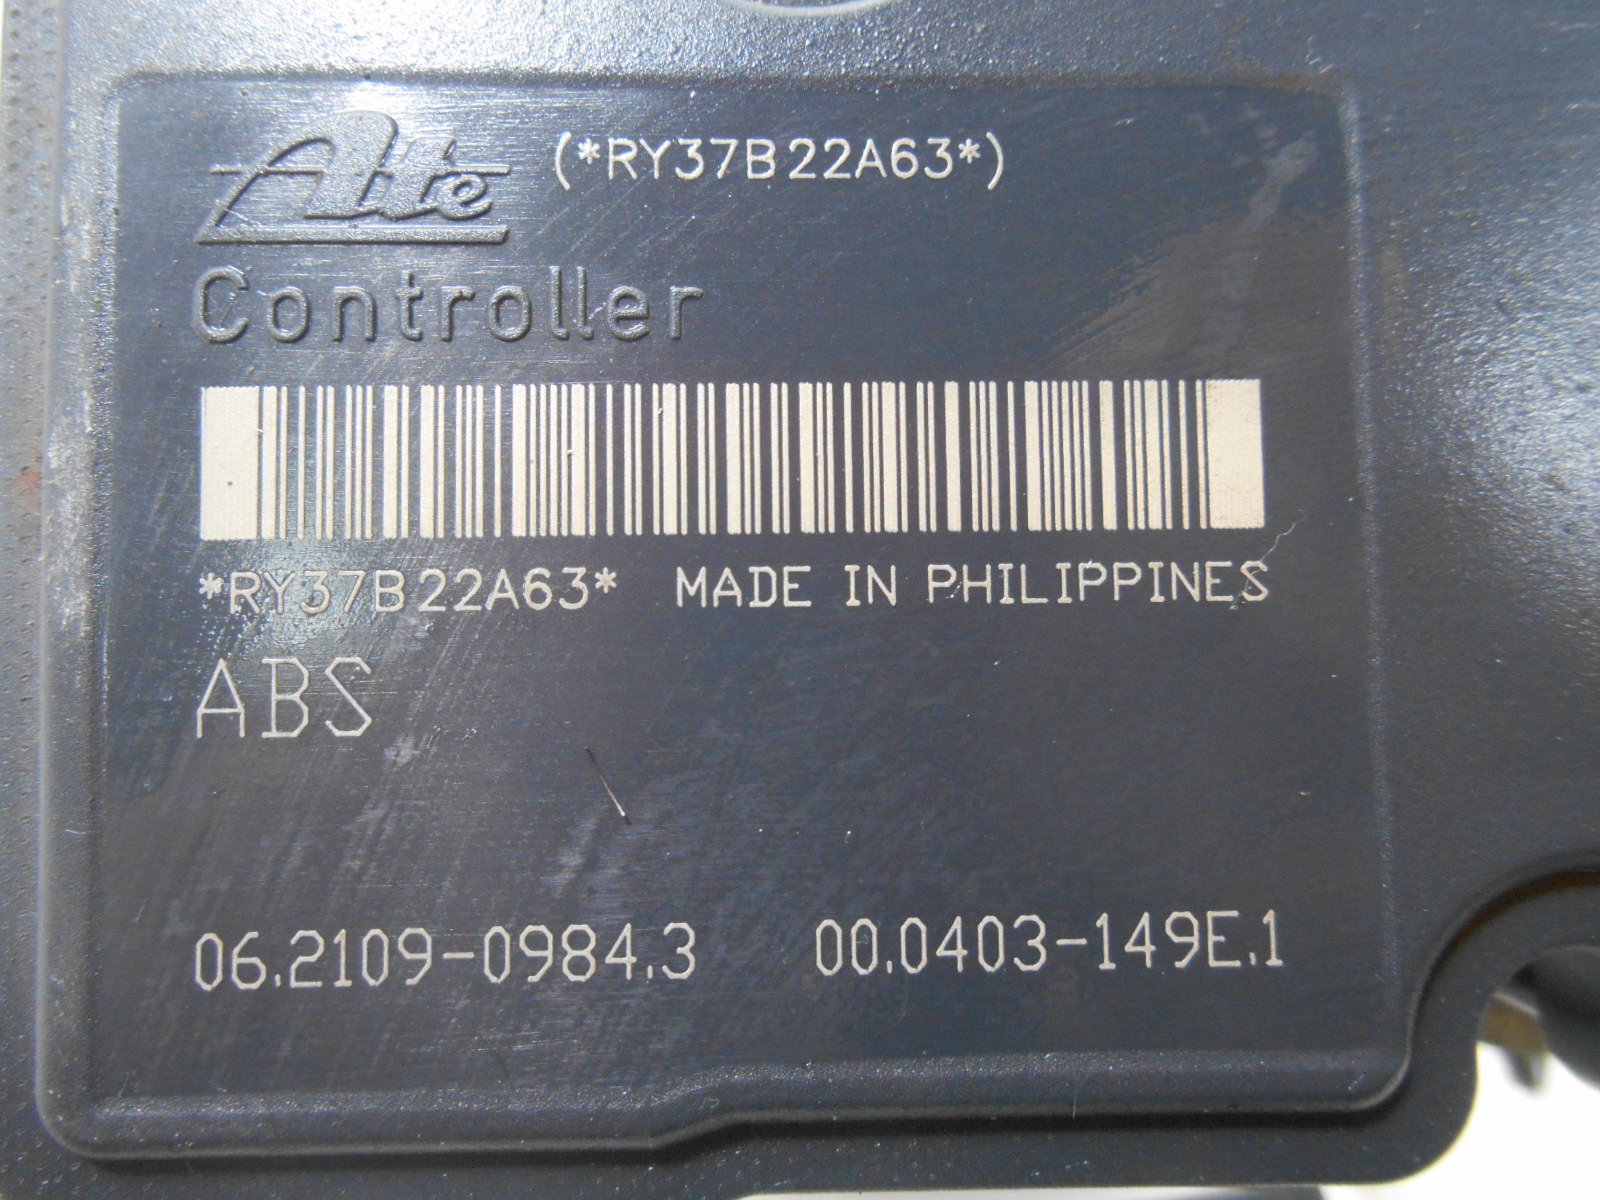 Ate (*RY37B22A63*)
Controller
*RY37B22A63* MADE IN PHILIPPINES
ABS
06.2109-0984.3 00.0403-149E.1